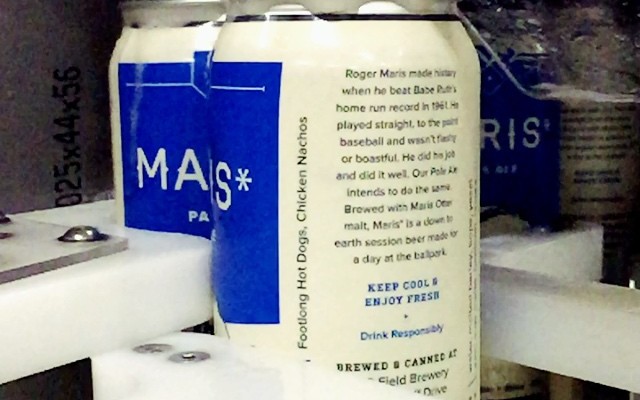 025x44x56
MARIS*
PA
Footlong Hot Dogs, Chicken Nachos
Roger Maris made history
when he beat Babe Ruth's
home run record in 1961. He
played straight, to the point
baseball and wasn't flashy
or boastful. He did his job
and did it well. Our Pale Ale
intends to do the same.
Brewed with Maris Otter
malt, Maris* is a down to
earth session beer made for
a day at the ballpark.
KEEP COOL &
ENJOY FRESH
Drink Responsibly
BREWED & CANNED AT
Field Brewery
Drive
RIS*